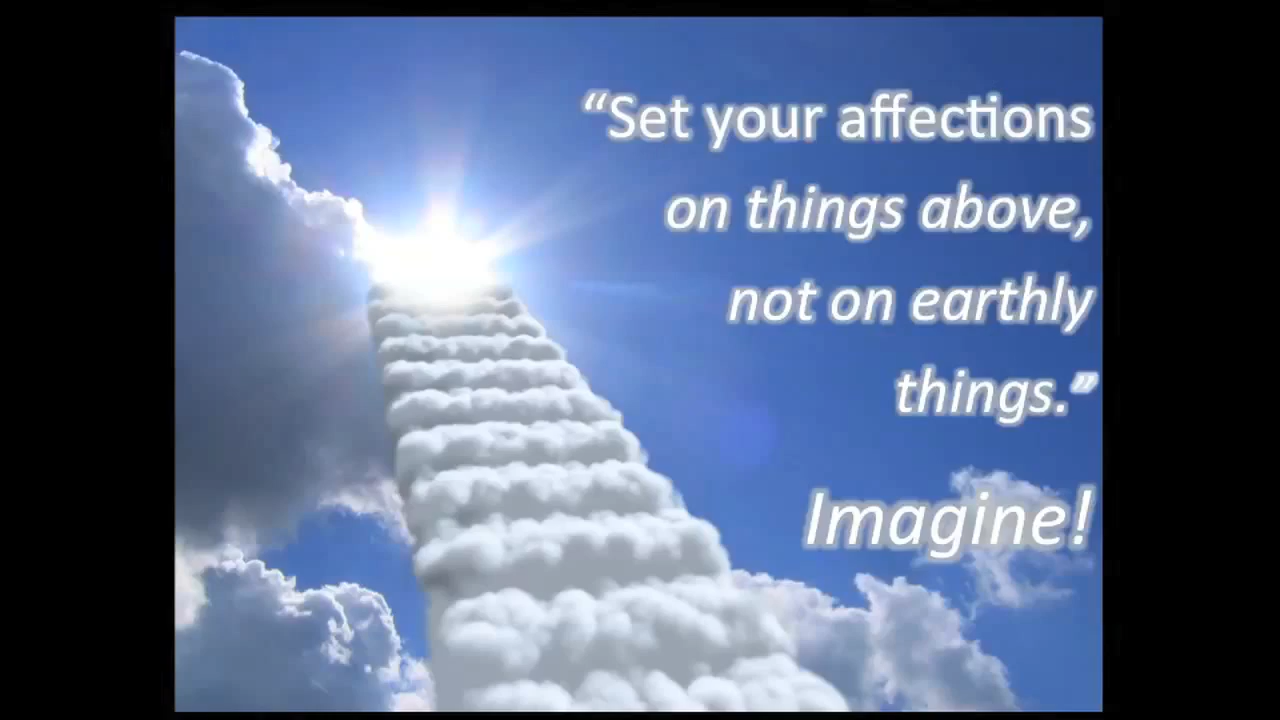 “Set your affections
on things above,
not on earthly
things.”
Imagine!